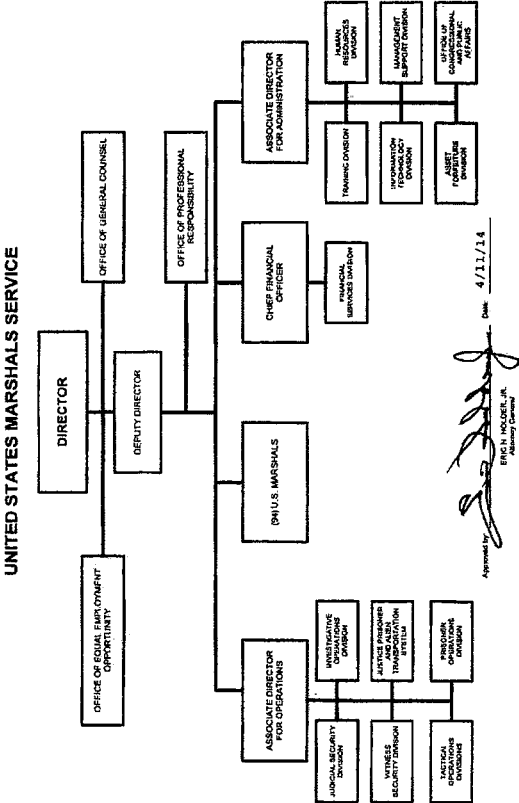 UNITED STATES MARSHALS SERVICE
DIRECTOR
OFFICE OF EQUAL EMPLOYMENT
OPPORTUNITY
OFFICE OF GENERAL COUNSEL
DEPUTY DIRECTOR
OFFICE OF PROFESSIONAL
RESPONSIBILITY
ASSOCIATE DIRECTOR
FOR OPERATIONS
(94) U.S. MARSHALS
CHIEF FINANCIAL
OFFICER
ASSOCIATE DIRECTOR
FOR ADMINISTRATION
JUDICIAL SECURITY
DIVISION
INVESTIGATIVE
OPERATIONS
DIVISION
WITNESS
SECURITY DIVISION
JUSTICE PRISONER
AND ALIEN
TRANSPORTATION
SYSTEM
TACTICAL
OPERATIONS
DIVISIONS
PRISONER
OPERATIONS
DIVISION
FINANCIAL
SERVICES DIVISION
TRAINING DIVISION
HUMAN
RESOURCES
DIVISION
INFORMATION
TECHNOLOGY
DIVISION
MANAGEMENT
SUPPORT DIVISION
ASSET
FORFEITURE
DIVISION
OFFICE OF
CONGRESSIONAL
AND PUBLIC
AFFAIRS
Approved by: Date: 4/11/14
ERIC H. HOLDER, JR.
Attorney General